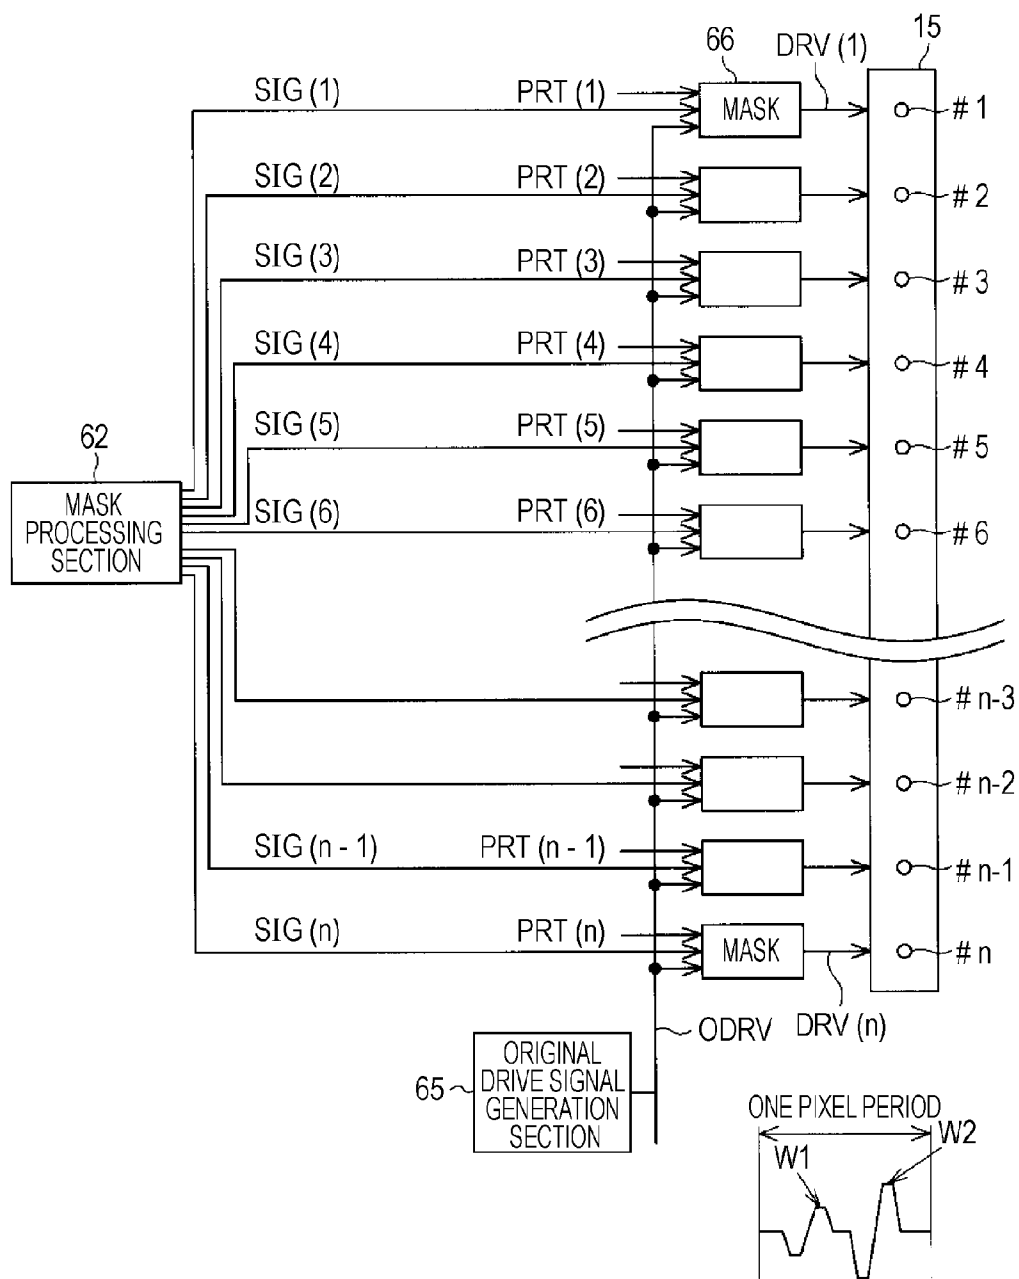 66
DRV (1)
15
SIG (1)
PRT (1)
MASK
# 1
SIG (2)
PRT (2)
# 2
SIG (3)
PRT (3)
# 3
SIG (4)
PRT (4)
# 4
SIG (5)
PRT (5)
# 5
62
MASK
PROCESSING
SECTION
SIG (6)
PRT (6)
# 6
# n-3
# n-2
SIG (n - 1)
PRT (n - 1)
# n-1
SIG (n)
PRT (n)
MASK
# n
ODRV
DRV (n)
65
ORIGINAL
DRIVE SIGNAL
GENERATION
SECTION
ONE PIXEL PERIOD
W1
W2